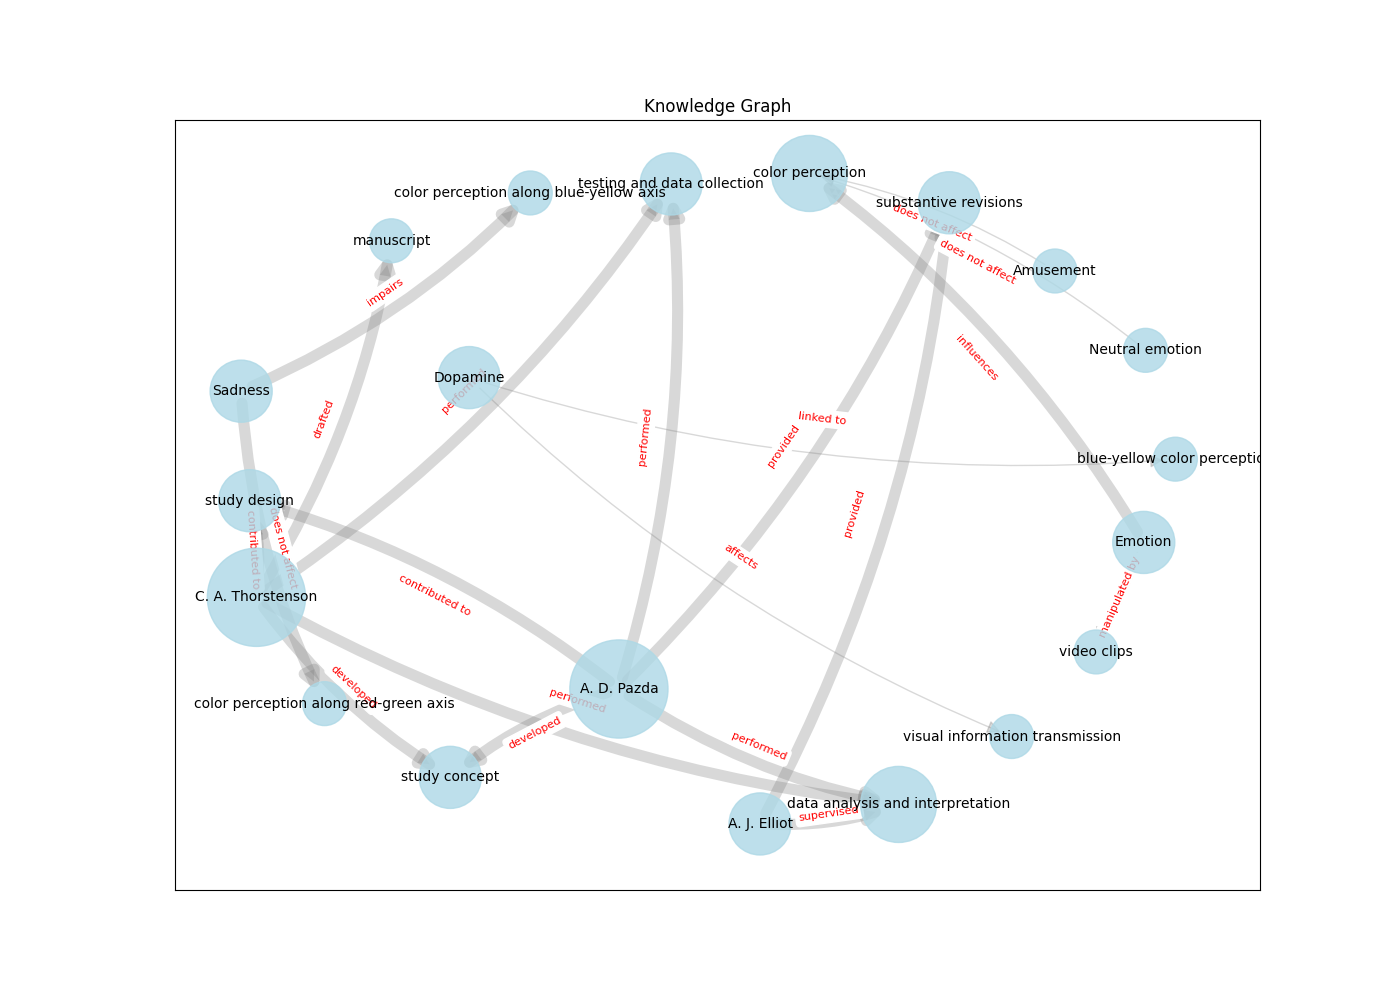 Knowledge Graph
color perception
testing and data collection
color perception along blue-yellow axis
substantive revisions
does not affect
manuscript
does not affect
Amusement
impairs
influences
Neutral emotion
Dopamine
Sadness
performed
drafted
linked to
performed
provided
blue-yellow color perceptio
study design
provided
contributed to
does not affect
Emotion
affects
contributed to
manipulated by
C. A. Thorstenson
video clips
developed
A. D. Pazda
color perception along red-green axis
performed
developed
performed
visual information transmission
study concept
data analysis and interpretation
supervised
A. J. Elliot